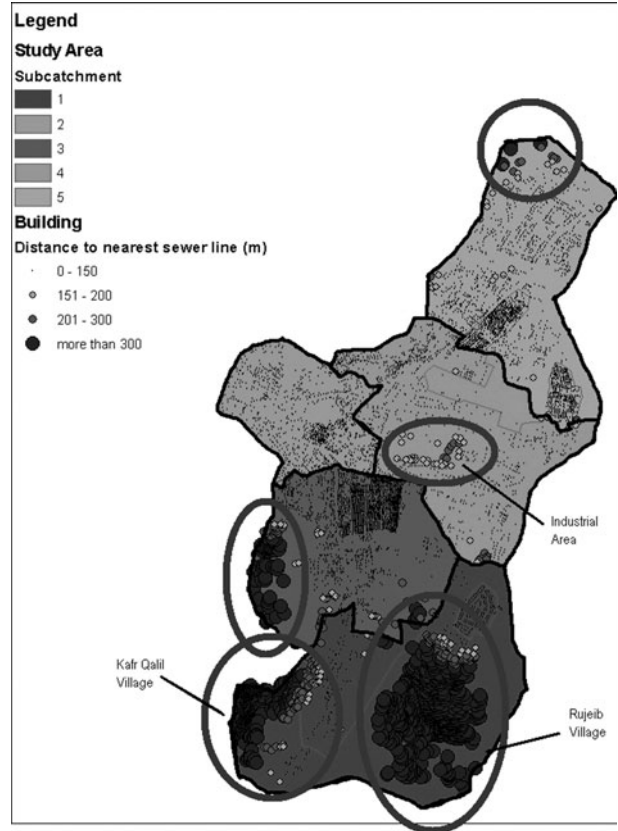 Legend
Study Area
Subcatchment
1
2
3
4
5
Building
Distance to nearest sewer line (m)
0 - 150
151 - 200
201 - 300
more than 300
Industrial
Area
Kafr Qalil
Village
Rujeib
Village